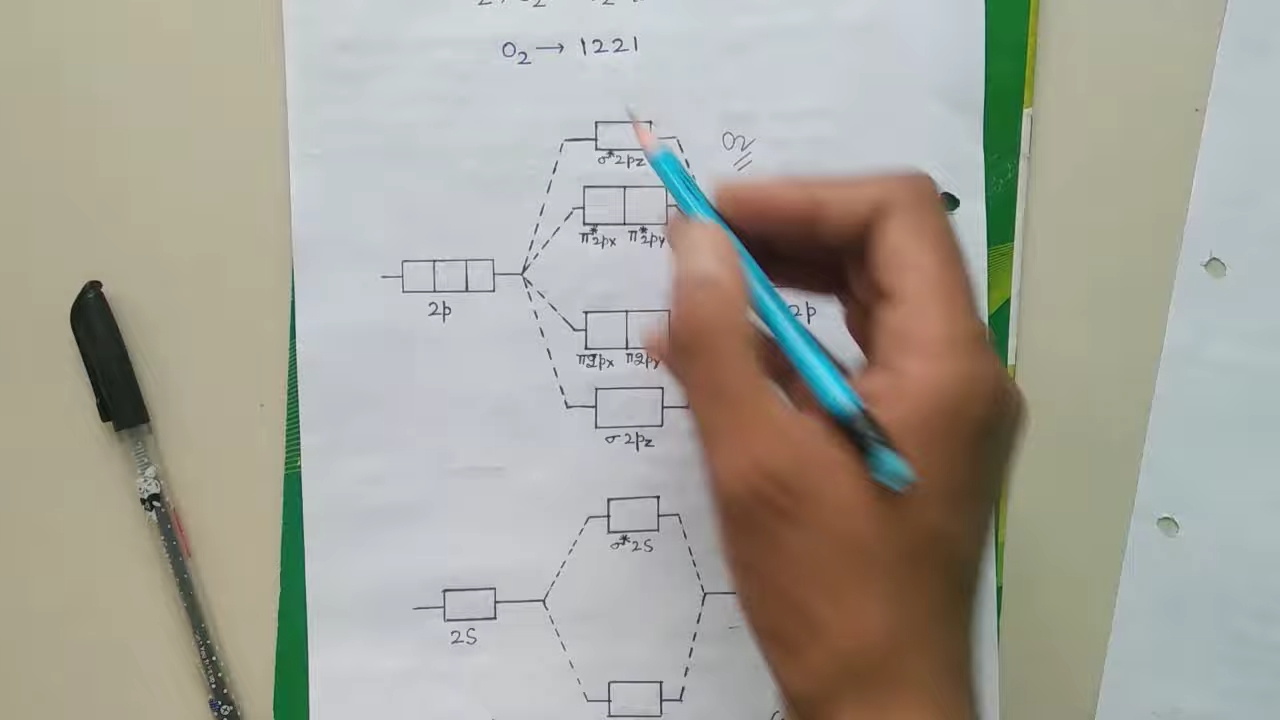 O₂ → 1221
O₂
σ*2pz
π*2px π*2py
2p 2p
π2px π2py
σ2pz
σ*2S
2S